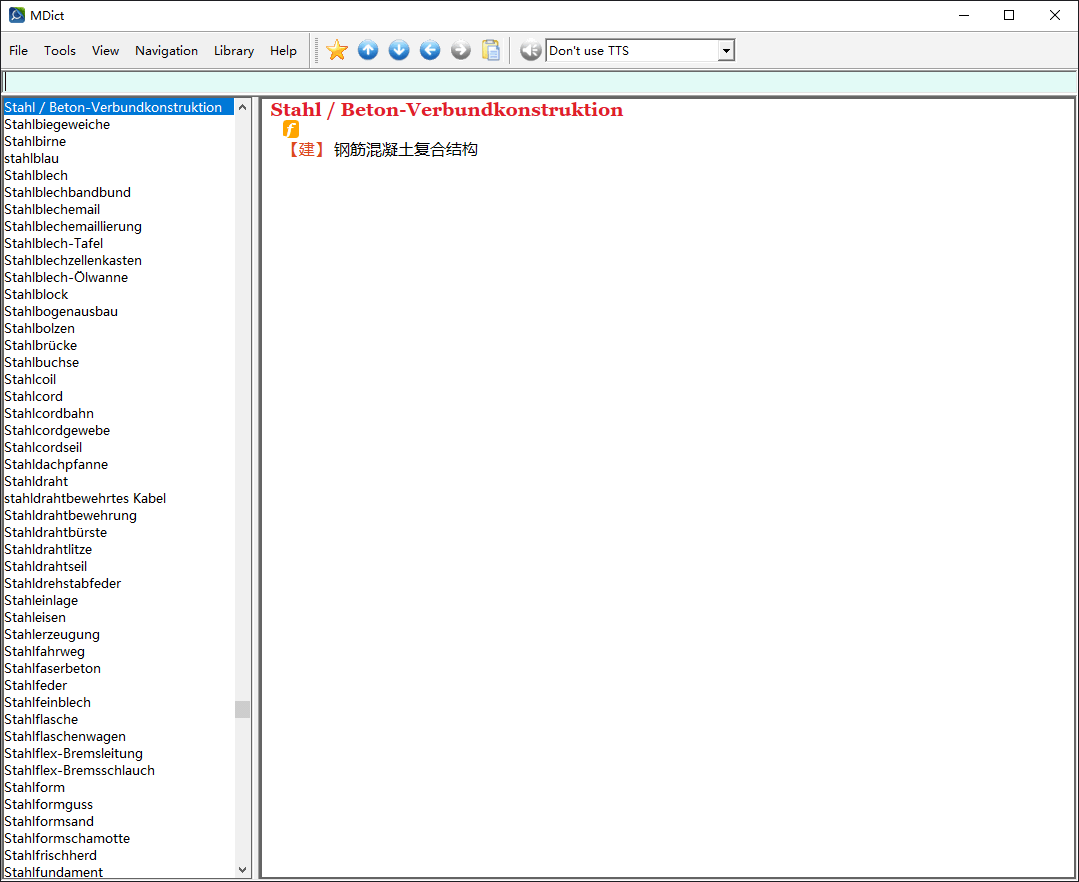 MDict
File Tools View Navigation Library Help Don't use TTS
Stahl / Beton-Verbundkonstruktion
Stahlbiegeweiche
Stahlbirne
stahlblau
Stahlblech
Stahlblechbandbund
Stahlblechemail
Stahlblechemaillierung
Stahlblech-Tafel
Stahlblechzellenkasten
Stahlblech-Ölwanne
Stahlblock
Stahlbogenausbau
Stahlbolzen
Stahlbrücke
Stahlbuchse
Stahlcoil
Stahlcord
Stahlcordbahn
Stahlcordgewebe
Stahlcordseil
Stahldachpfanne
Stahldraht
stahldrahtbewehrtes Kabel
Stahldrahtbewehrung
Stahldrahtbürste
Stahldrahtlitze
Stahldrahtseil
Stahldrehstabfeder
Stahleinlage
Stahleisen
Stahlerzeugung
Stahlfahrweg
Stahlfaserbeton
Stahlfeder
Stahlfeinblech
Stahlflasche
Stahlflaschenwagen
Stahlflex-Bremsleitung
Stahlflex-Bremsschlauch
Stahlform
Stahlformguss
Stahlformsand
Stahlformschamotte
Stahlfrischherd
Stahlfundament
Stahl / Beton-Verbundkonstruktion
f
【建】钢筋混凝土复合结构